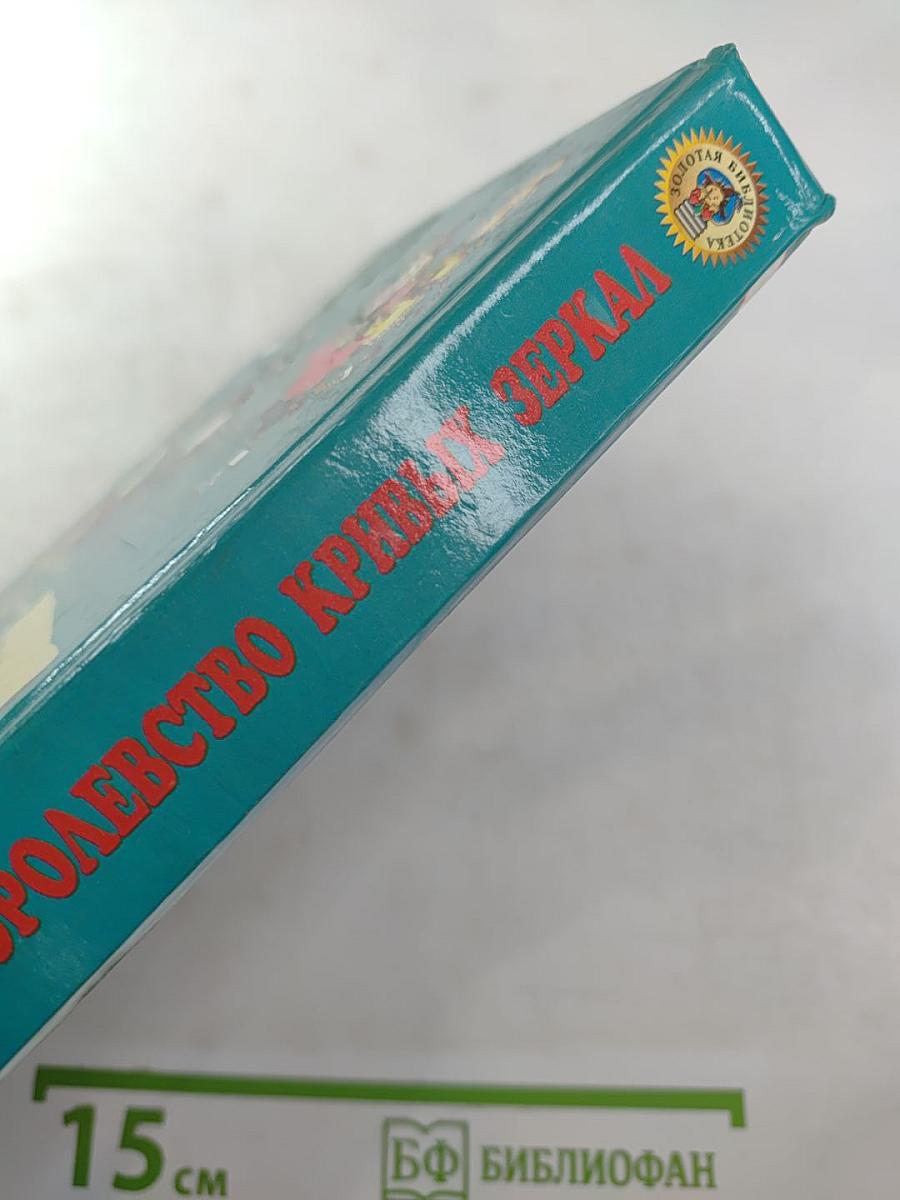 ЗОЛОТАЯ БИБЛИОТЕКА
ОРОЛЕВСТВО КРИВЫХ ЗЕРКАЛ
15 см
БФ БИБЛИОФАН